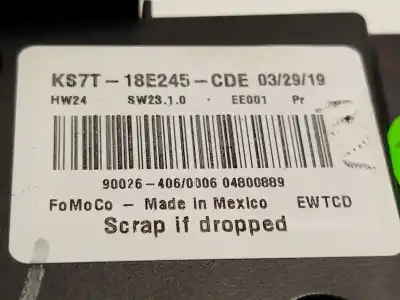 KS7T-18E245-CDE 03/29/19
HW24 SW23.1.0 · EE001 Pr
90026-406/0006 04800889
FoMoCo - Made in Mexico EWTCD
Scrap if dropped